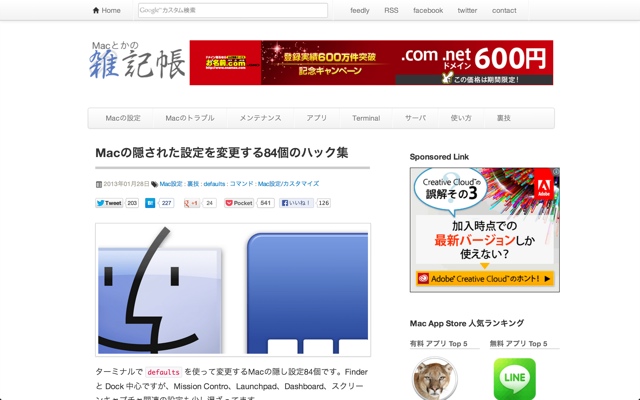 Home
Google カスタム検索
feedly
RSS
facebook
twitter
contact
Macとかの
雑記帳
お名前.com
登録実績600万件突破
記念キャンペーン
.com .net
ドメイン
600円
この価格は期間限定!
Macの設定
Macのトラブル
メンテナンス
アプリ
Terminal
サーバ
使い方
裏技
Macの隠された設定を変更する84個のハック集
2013年01月28日 Mac設定 : 裏技 : defaults : コマンド : Mac設定/カスタマイズ
Tweet 203
B! 227
g+1 24
Pocket 541
いいね! 126
ターミナルで defaults を使って変更するMacの隠し設定84個です。Finder
と Dock 中心ですが、Mission Contro、Launchpad、Dashboard、スクリー
ンキャプチャ関連の設定も少し混ざってます。
Sponsored Link
Creative Cloud™の
誤解その3
Adobe
加入時点での
最新バージョンしか
使えない?
Adobe® Creative Cloud™のホント!
Mac App Store 人気ランキング
有料 アプリ Top 5
無料 アプリ Top 5
LINE